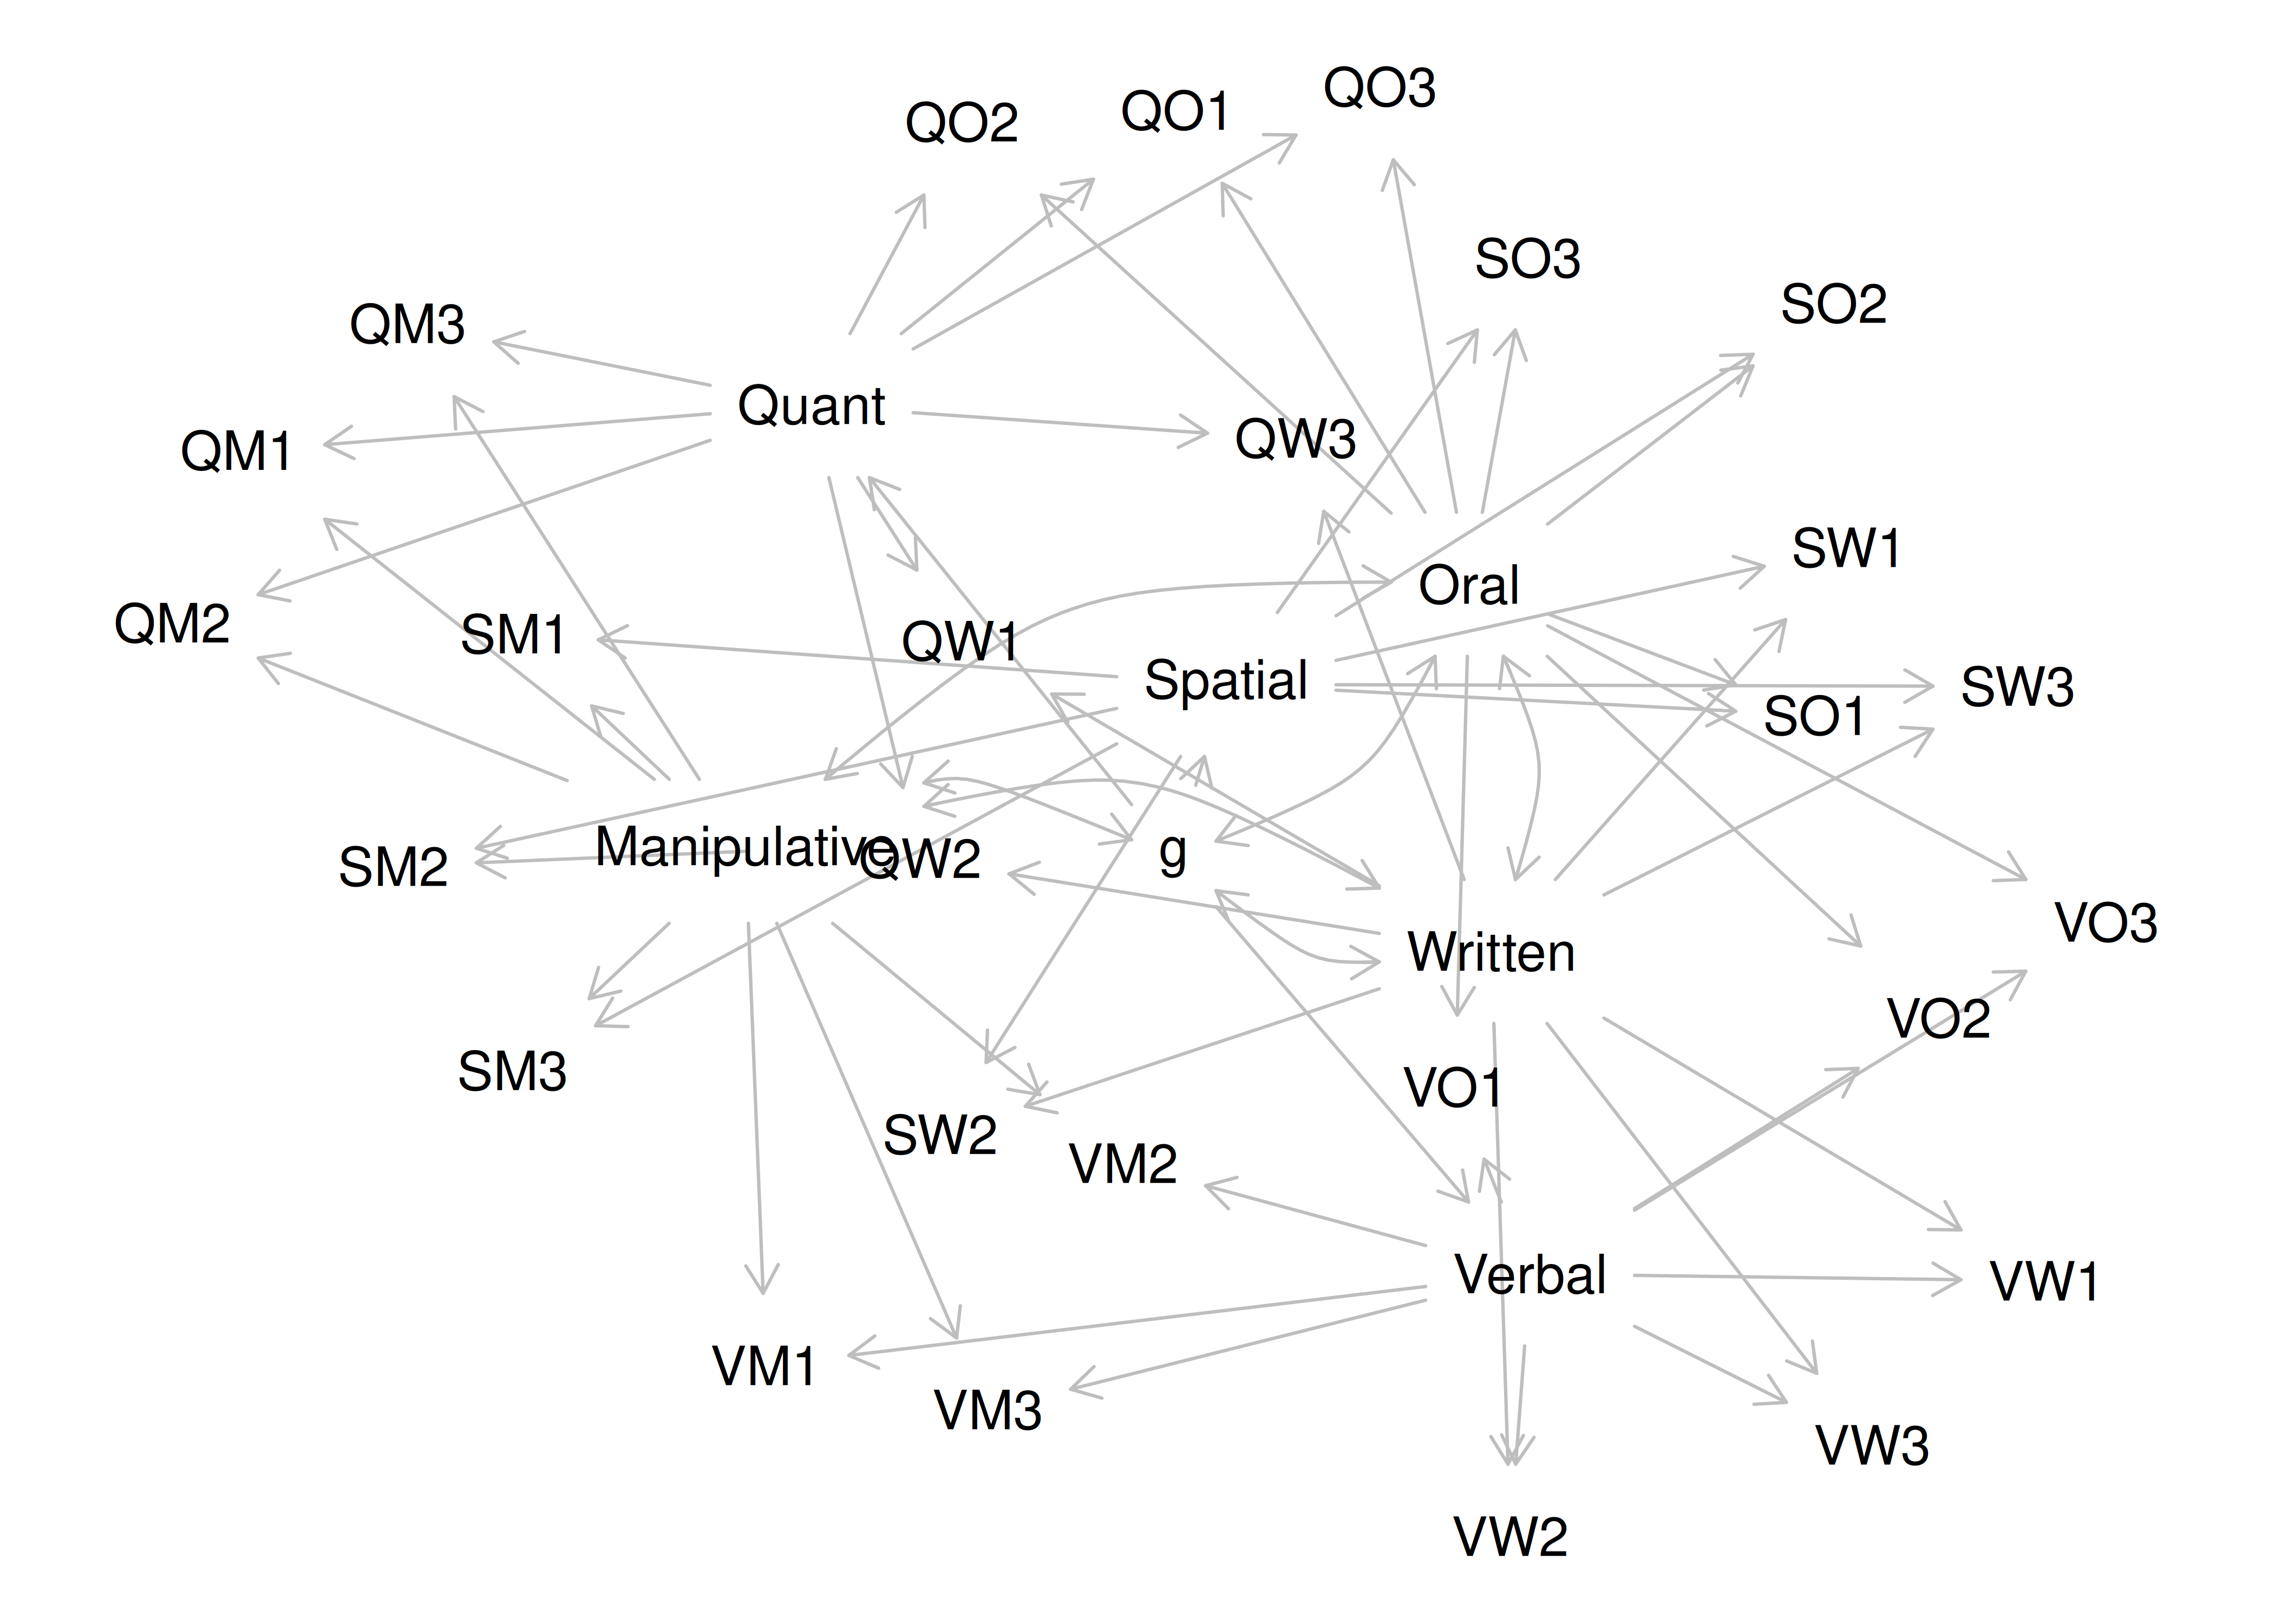 QO3
QO1
QO2
SO3
SO2
QM3
Quant
QW3
QM1
SW1
Oral
QM2
SM1
QW1
Spatial
SW3
SO1
Manipulative
g
QW2
SM2
VO3
Written
VO2
SM3
VO1
SW2
VM2
Verbal
VW1
VM1
VM3
VW3
VW2